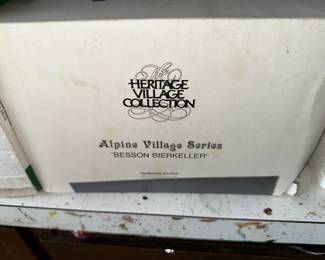 The
HERITAGE
VILLAGE
COLLECTION
Alpine Village Series
"BESSON BIERKELLER"